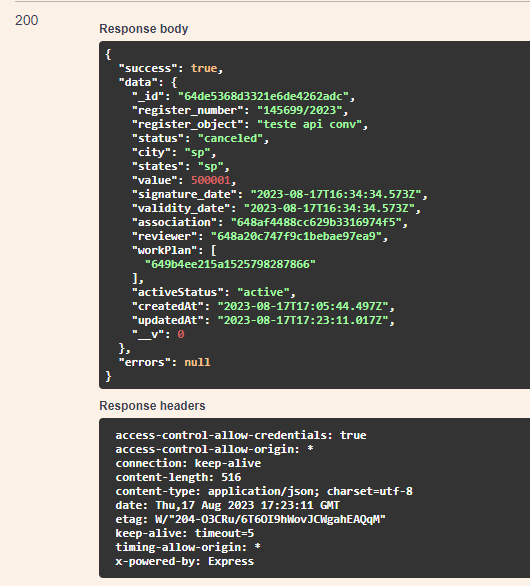 200
Response body
{
  "success": true,
  "data": {
    "_id": "64de5368d3321e6de4262adc",
    "register_number": "145699/2023",
    "register_object": "teste api conv",
    "status": "canceled",
    "city": "sp",
    "states": "sp",
    "value": 500001,
    "signature_date": "2023-08-17T16:34:34.573Z",
    "validity_date": "2023-08-17T16:34:34.573Z",
    "association": "648af4488cc629b3316974f5",
    "reviewer": "648a20c747f9c1bebae97ea9",
    "workPlan": [
      "649b4ee215a1525798287866"
    ],
    "activeStatus": "active",
    "createdAt": "2023-08-17T17:05:44.497Z",
    "updatedAt": "2023-08-17T17:23:11.017Z",
    "__v": 0
  },
  "errors": null
}
Response headers
access-control-allow-credentials: true
access-control-allow-origin: *
connection: keep-alive
content-length: 516
content-type: application/json; charset=utf-8
date: Thu,17 Aug 2023 17:23:11 GMT
etag: W/"204-O3CRu/6T6OI9hWovJCWgahEAQqM"
keep-alive: timeout=5
timing-allow-origin: *
x-powered-by: Express